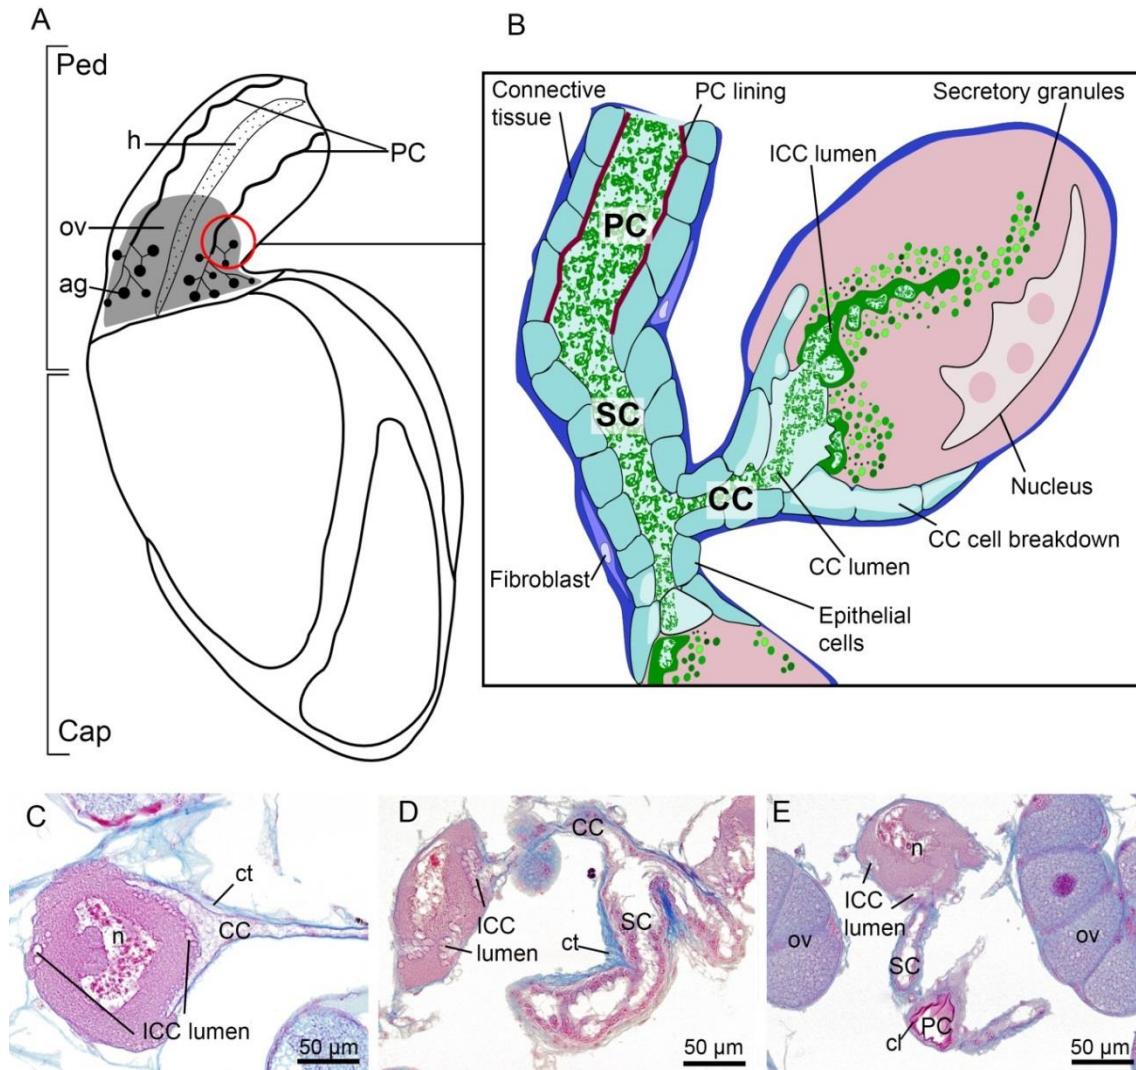 A
Ped
h
PC
ov
ag
Cap
B
Connective
tissue
PC lining
Secretory granules
ICC lumen
PC
SC
CC
Nucleus
CC cell breakdown
CC lumen
Fibroblast
Epithelial
cells
C
ct
CC
n
ICC lumen
50 µm
D
CC
ICC
lumen
SC
ct
50 µm
E
n
ICC
lumen
ov
ov
SC
PC
cl
50 µm